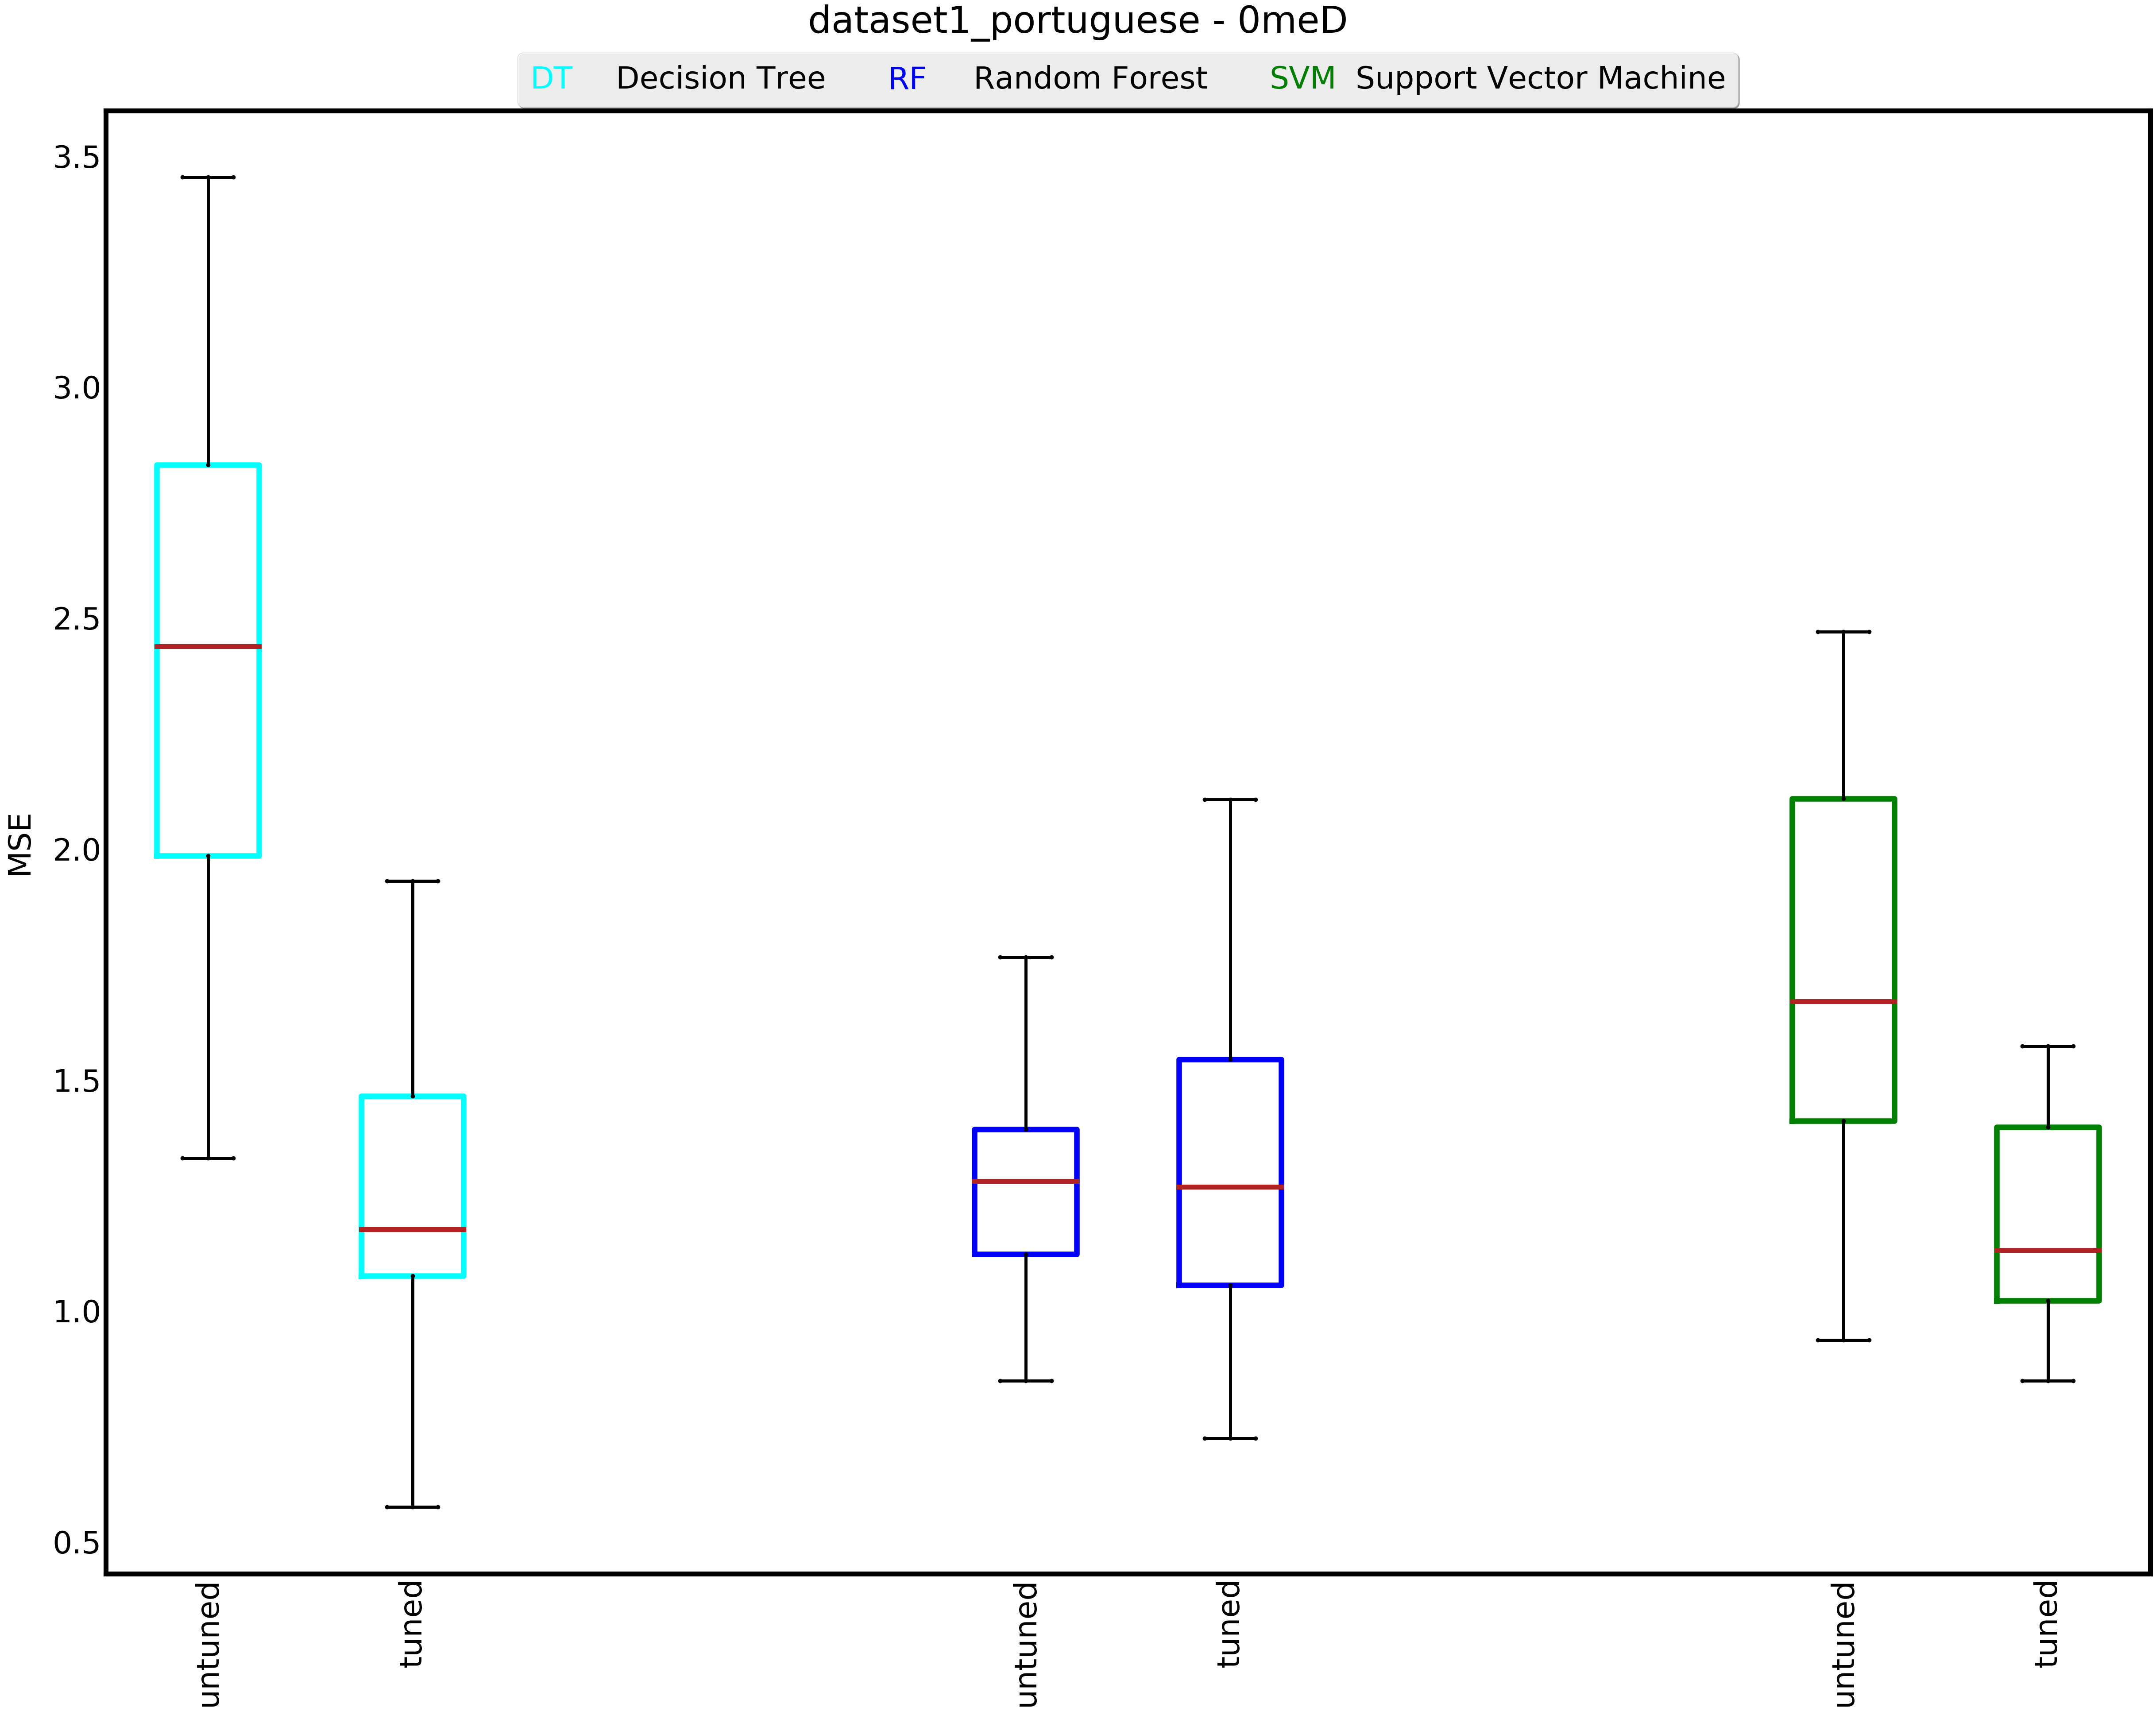 dataset1_portuguese - 0meD
DT Decision Tree RF Random Forest SVM Support Vector Machine
3.5
3.0
2.5
2.0
1.5
1.0
0.5
MSE
untuned tuned untuned tuned untuned tuned